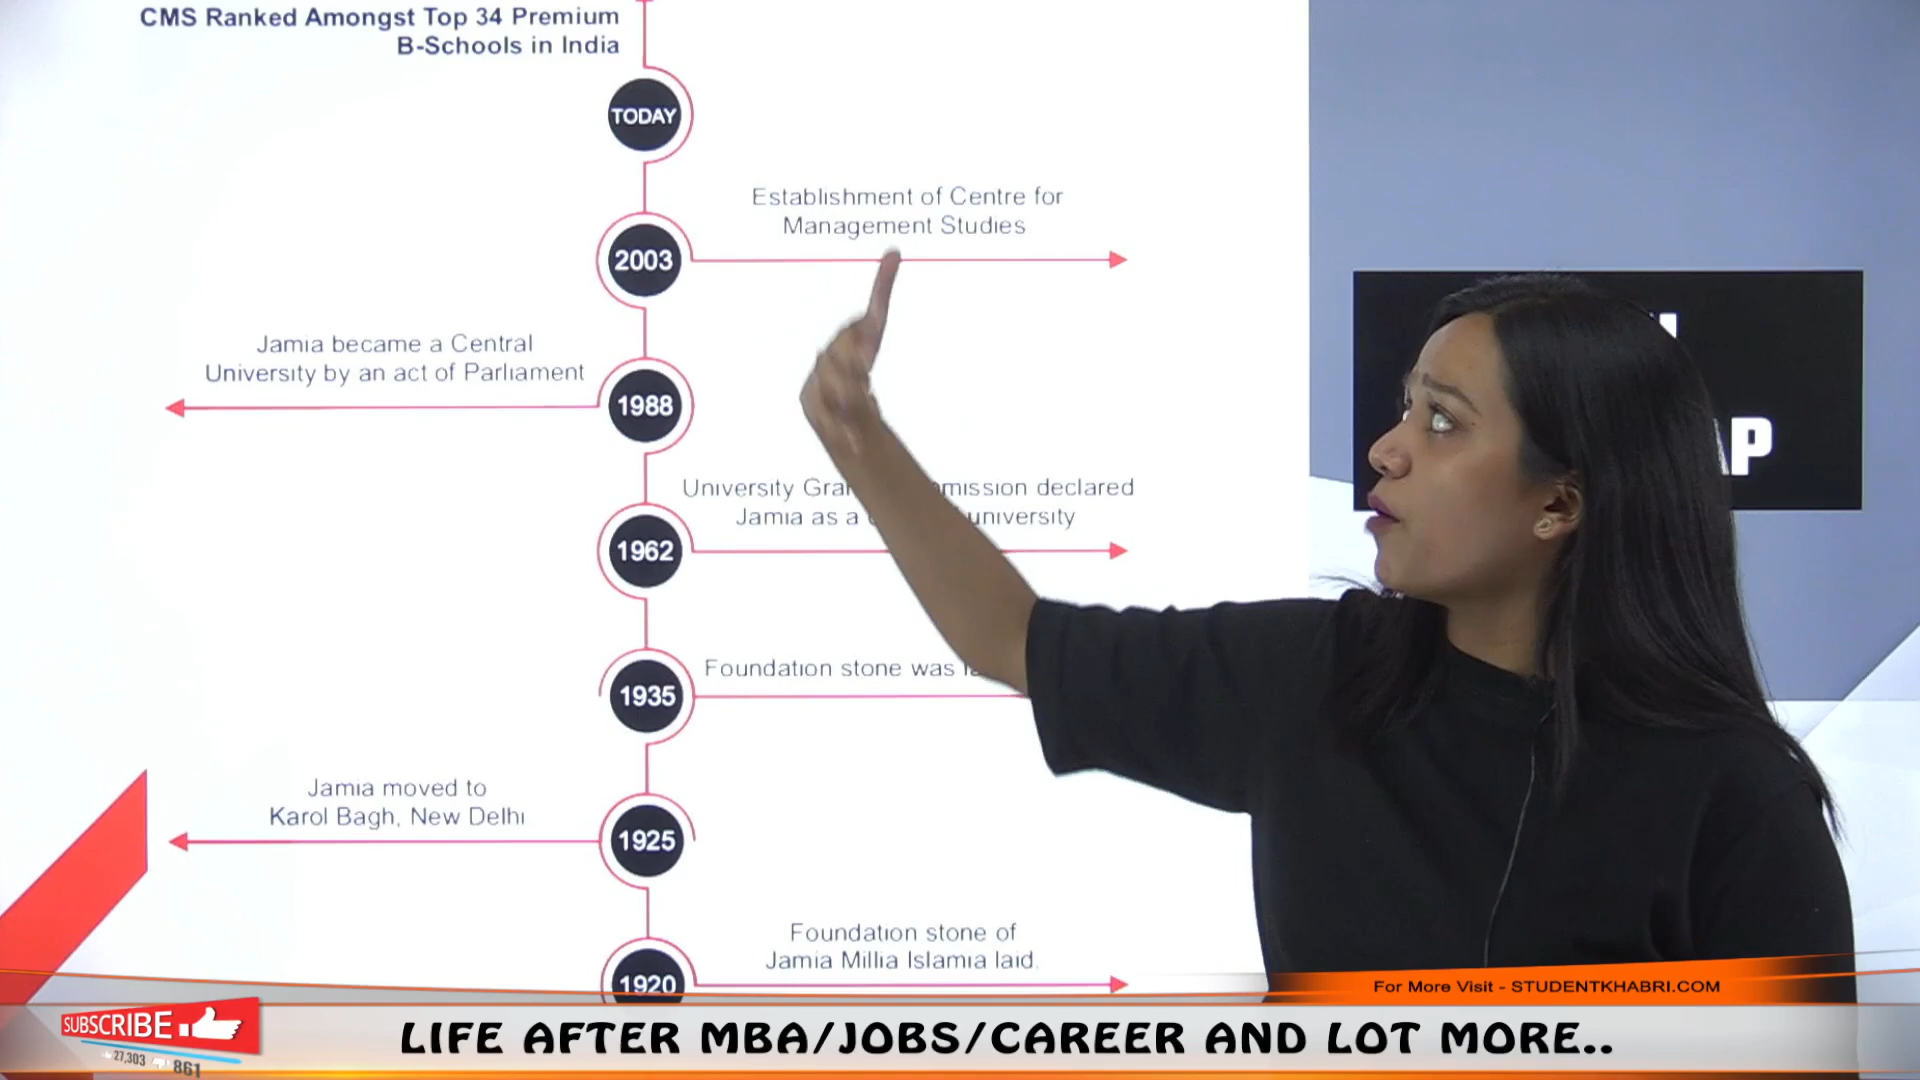 CMS Ranked Amongst Top 34 Premium
B-Schools in India
TODAY
Establishment of Centre for
Management Studies
2003
Jamia became a Central
University by an act of Parliament
1988
University mission declared
Jamia as a university
1962
Foundation stone was
1935
Jamia moved to
Karol Bagh, New Delhi
1925
Foundation stone of
Jamia Millia Islamia laid.
1920
For More Visit - STUDENTKHABRI.COM
SUBSCRIBE
27,303 861
LIFE AFTER MBA/JOBS/CAREER AND LOT MORE..